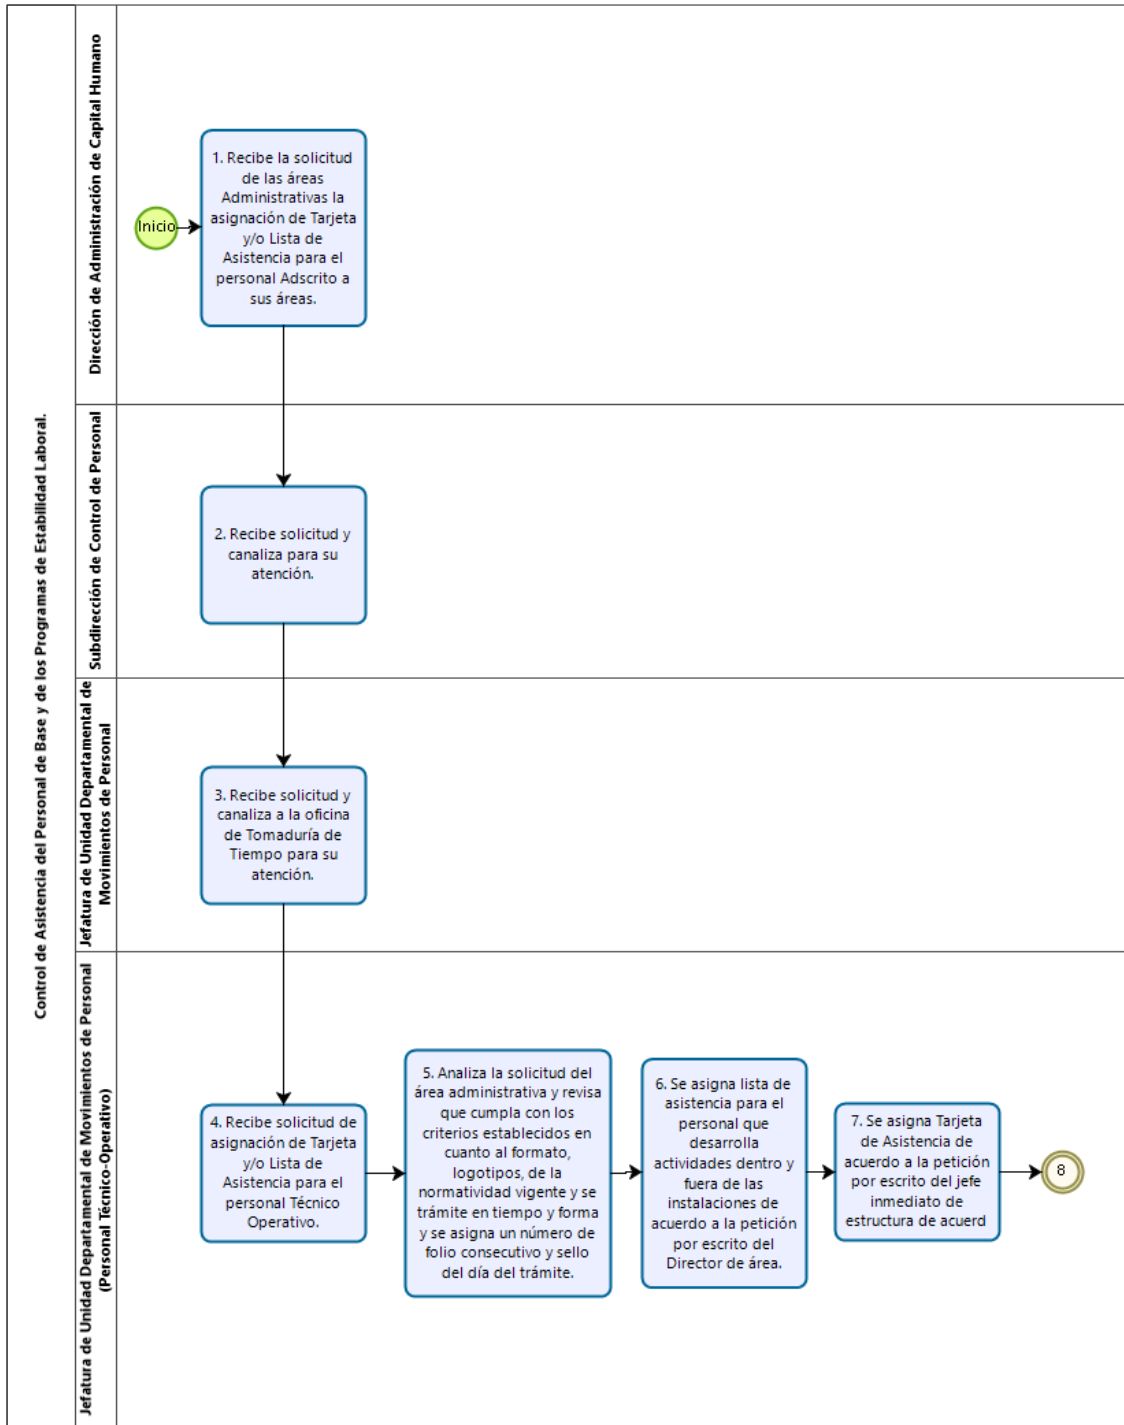 Control de Asistencia del Personal de Base y de los Programas de Estabilidad Laboral.
Dirección de Administración de Capital Humano
Inicio
1. Recibe la solicitud
de las áreas
Administrativas la
asignación de Tarjeta
y/o Lista de
Asistencia para el
personal Adscrito a
sus áreas.
Subdirección de Control de Personal
2. Recibe solicitud y
canaliza para su
atención.
Jefatura de Unidad Departamental de
Movimientos de Personal
3. Recibe solicitud y
canaliza a la oficina
de Tomaduría de
Tiempo para su
atención.
Jefatura de Unidad Departamental de Movimientos de Personal
(Personal Técnico-Operativo)
4. Recibe solicitud de
asignación de Tarjeta
y/o Lista de
Asistencia para el
personal Técnico
Operativo.
5. Analiza la solicitud del
área administrativa y revisa
que cumpla con los
criterios establecidos en
cuanto al formato,
logotipos, de la
normatividad vigente y se
trámite en tiempo y forma
y se asigna un número de
folio consecutivo y sello
del día del trámite.
6. Se asigna lista de
asistencia para el
personal que
desarrolla
actividades dentro y
fuera de las
instalaciones de
acuerdo a la petición
por escrito del
Director de área.
7. Se asigna Tarjeta
de Asistencia de
acuerdo a la petición
por escrito del jefe
inmediato de
estructura de acuerd
8